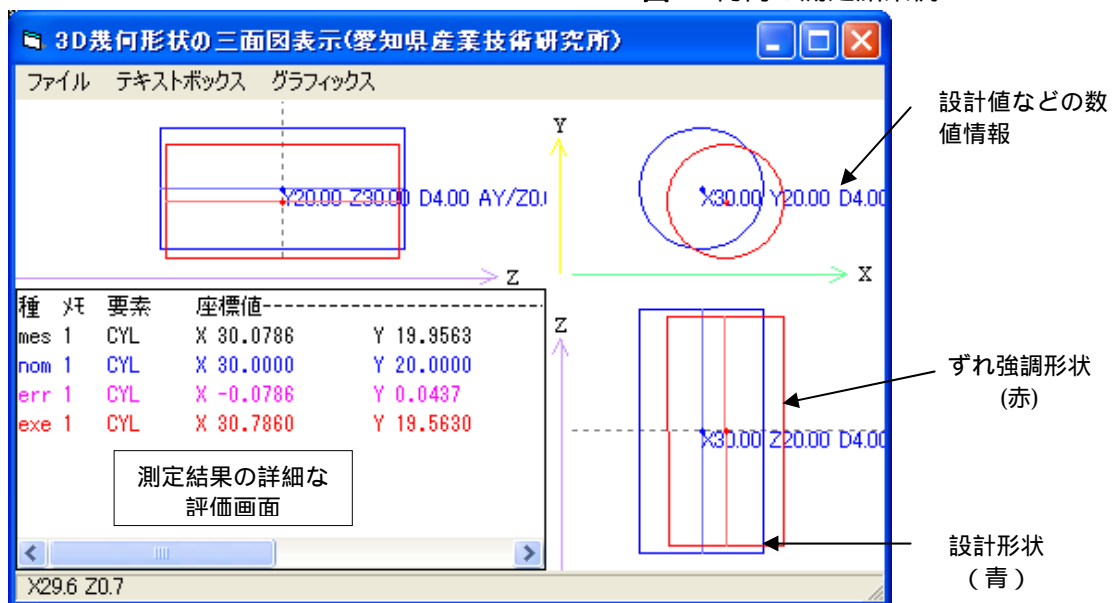 3D幾何形状の三面図表示(愛知県産業技術研究所)
ファイル テキストボックス グラフィックス
設計値などの数
値情報
Y
Y20.00 Z30.00 D4.00 AY/Z0.
X30.00 Y20.00 D4.00
Z
X
種 メモ 要素 座標値------------------------
mes 1 CYL X 30.0786 Y 19.9563
nom 1 CYL X 30.0000 Y 20.0000
err 1 CYL X -0.0786 Y 0.0437
exe 1 CYL X 30.7860 Y 19.5630
測定結果の詳細な
評価画面
Z
X30.00 Z20.00 D4.00
ずれ強調形状
(赤)
設計形状
(青)
X29.6 Z0.7